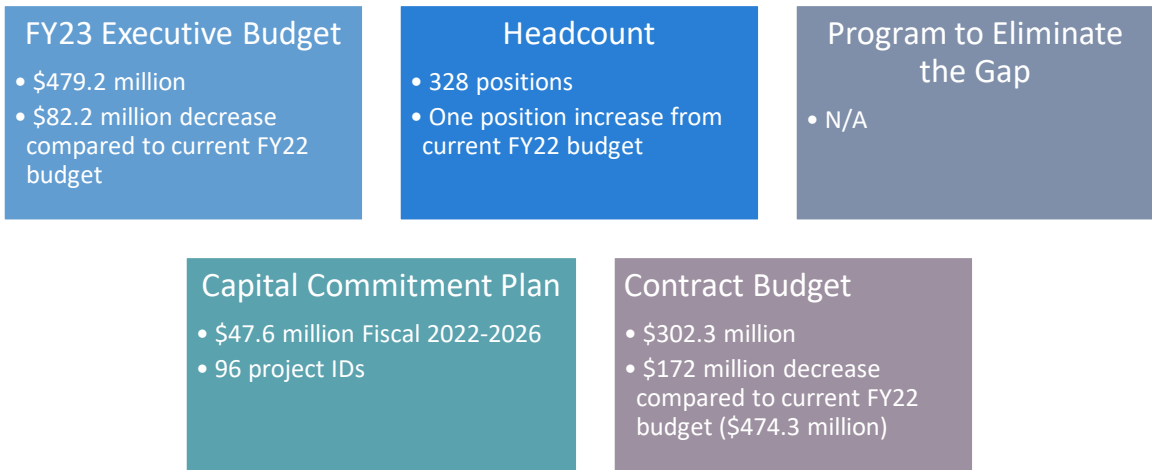 FY23 Executive Budget
• $479.2 million
• $82.2 million decrease
compared to current FY22
budget
Headcount
• 328 positions
• One position increase from
current FY22 budget
Program to Eliminate
the Gap
• N/A
Capital Commitment Plan
• $47.6 million Fiscal 2022-2026
• 96 project IDs
Contract Budget
• $302.3 million
• $172 million decrease
compared to current FY22
budget ($474.3 million)